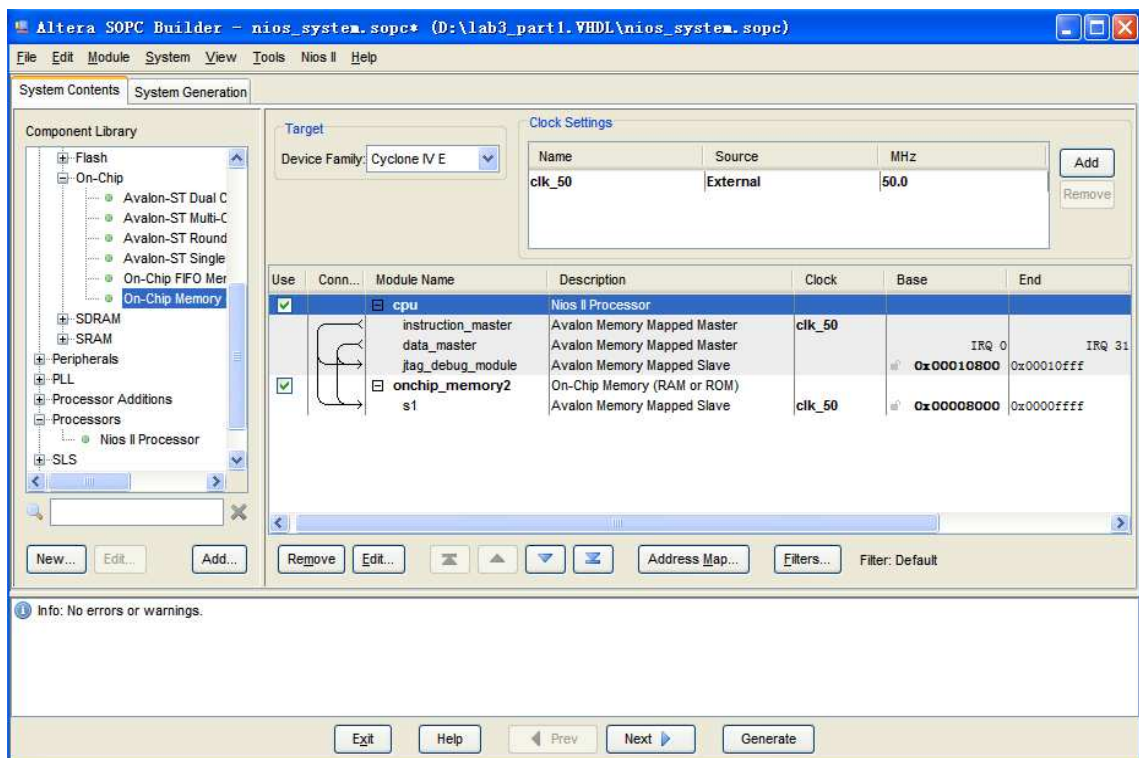 Altera SOPC Builder - nios_system.sopc* (D:\lab3_part1.VHDL\nios_system.sopc)
File Edit Module System View Tools Nios II Help
System Contents System Generation
Component Library
Flash
On-Chip
Avalon-ST Dual C
Avalon-ST Multi-C
Avalon-ST Round
Avalon-ST Single
On-Chip FIFO Mer
On-Chip Memory
SDRAM
SRAM
Peripherals
PLL
Processor Additions
Processors
Nios II Processor
SLS
New... Edit... Add...
Target
Device Family: Cyclone IV E
Clock Settings
Name Source MHz
clk_50 External 50.0
Add
Remove
Use Conn... Module Name Description Clock Base End
cpu Nios II Processor
instruction_master Avalon Memory Mapped Master clk_50
data_master Avalon Memory Mapped Master IRQ 0 IRQ 31
jtag_debug_module Avalon Memory Mapped Slave 0x00010800 0x00010fff
onchip_memory2 On-Chip Memory (RAM or ROM)
s1 Avalon Memory Mapped Slave clk_50 0x00008000 0x0000ffff
Remove Edit... Address Map... Filters... Filter: Default
Info: No errors or warnings.
Exit Help Prev Next Generate